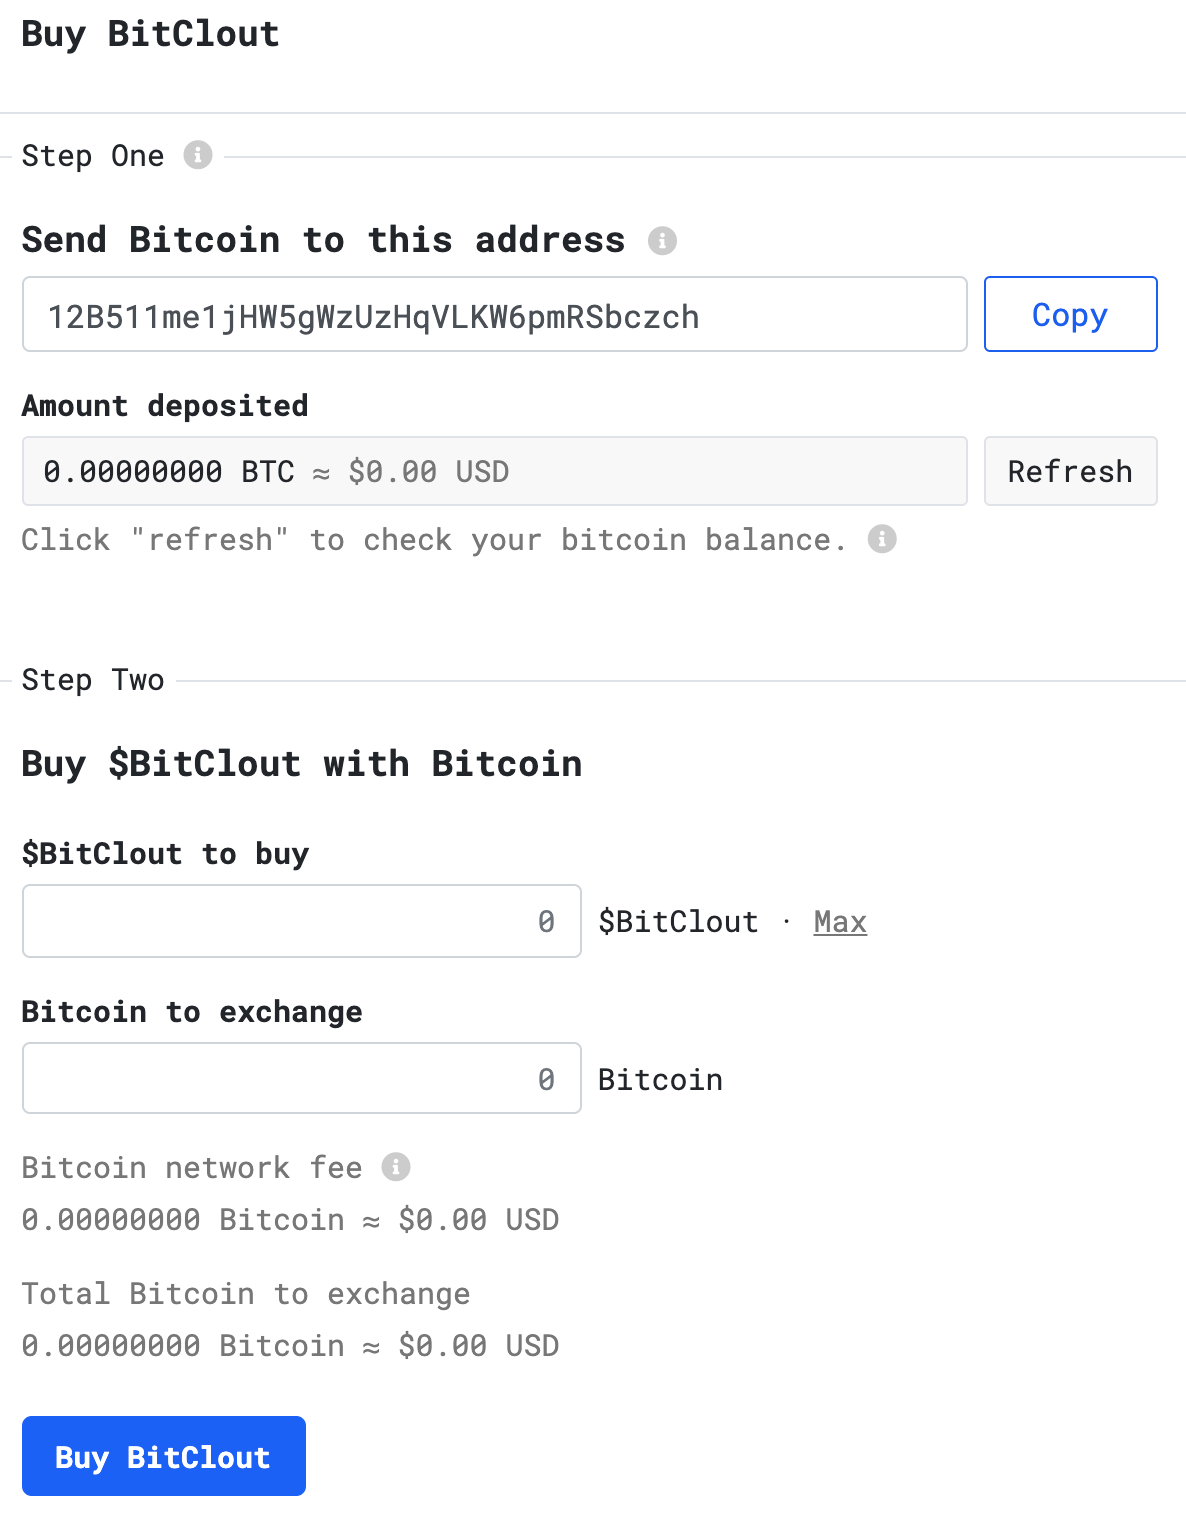 Buy BitClout
Step One
Send Bitcoin to this address
12B511me1jHW5gWzUzHqVLKW6pmRSbczch
Copy
Amount deposited
0.00000000 BTC ≈ $0.00 USD
Refresh
Click "refresh" to check your bitcoin balance.
Step Two
Buy $BitClout with Bitcoin
$BitClout to buy
0 $BitClout · Max
Bitcoin to exchange
0 Bitcoin
Bitcoin network fee
0.00000000 Bitcoin ≈ $0.00 USD
Total Bitcoin to exchange
0.00000000 Bitcoin ≈ $0.00 USD
Buy BitClout